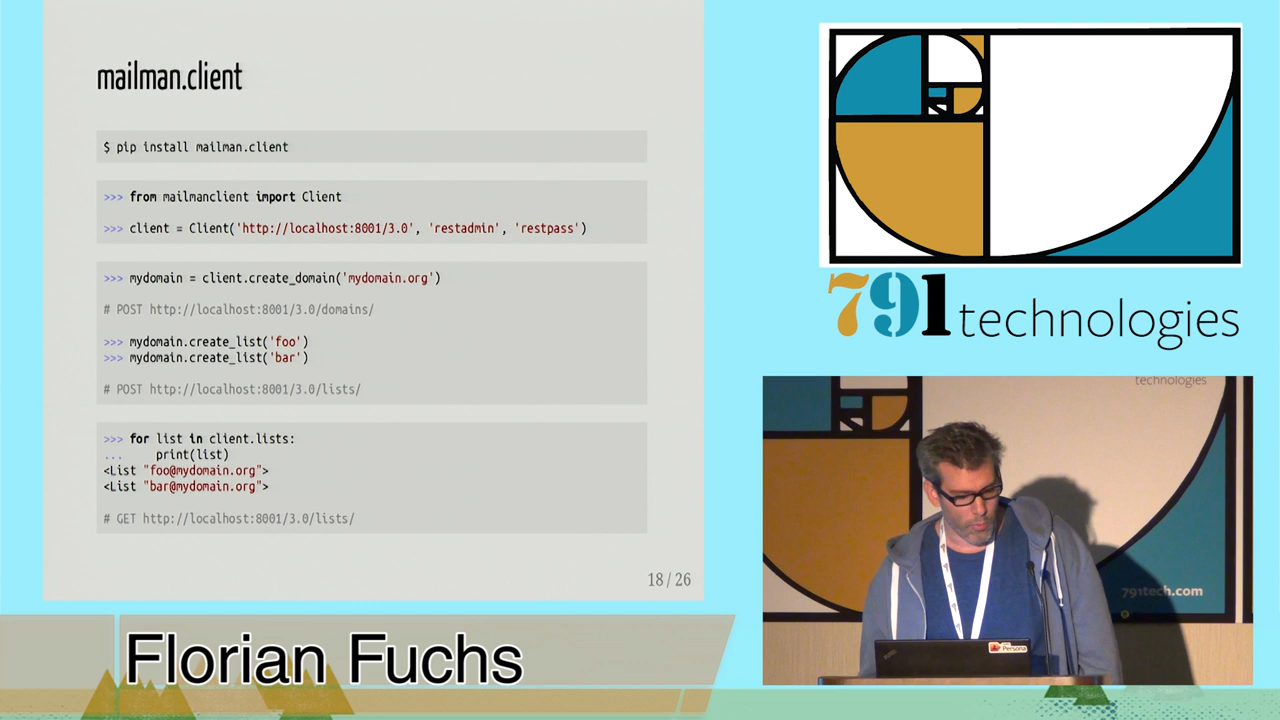 mailman.client
$ pip install mailman.client
>>> from mailmanclient import Client
>>> client = Client('http://localhost:8001/3.0', 'restadmin', 'restpass')
>>> mydomain = client.create_domain('mydomain.org')
# POST http://localhost:8001/3.0/domains/
>>> mydomain.create_list('foo')
>>> mydomain.create_list('bar')
# POST http://localhost:8001/3.0/lists/
>>> for list in client.lists:
...     print(list)
<List "foo@mydomain.org">
<List "bar@mydomain.org">
# GET http://localhost:8001/3.0/lists/
18 / 26
791 technologies
technologies
791tech.com
Persona
Florian Fuchs